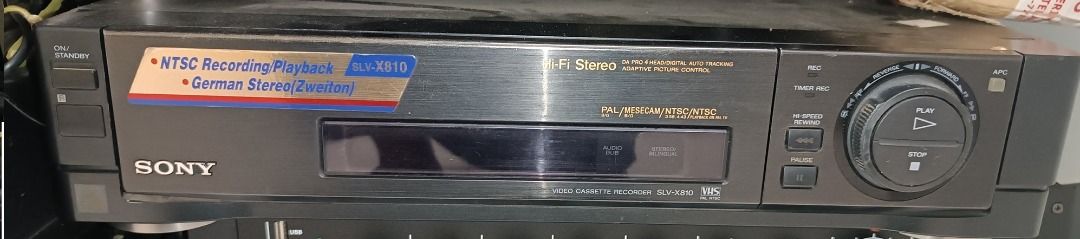 ON/
STANDBY
• NTSC Recording/Playback SLV-X810
• German Stereo(Zweiton)
SONY
Hi-Fi Stereo DA PRO 4 HEAD/DIGITAL AUTO TRACKING
ADAPTIVE PICTURE CONTROL
PAL/MESECAM/NTSC/NTSC
AUDIO
DUB
STEREO/
BILINGUAL
VIDEO CASSETTE RECORDER SLV-X810 VHS
PAL NTSC
REC
TIMER REC
HI-SPEED
REWIND
PAUSE
REVERSE FORWARD
PLAY
STOP
APC
USB